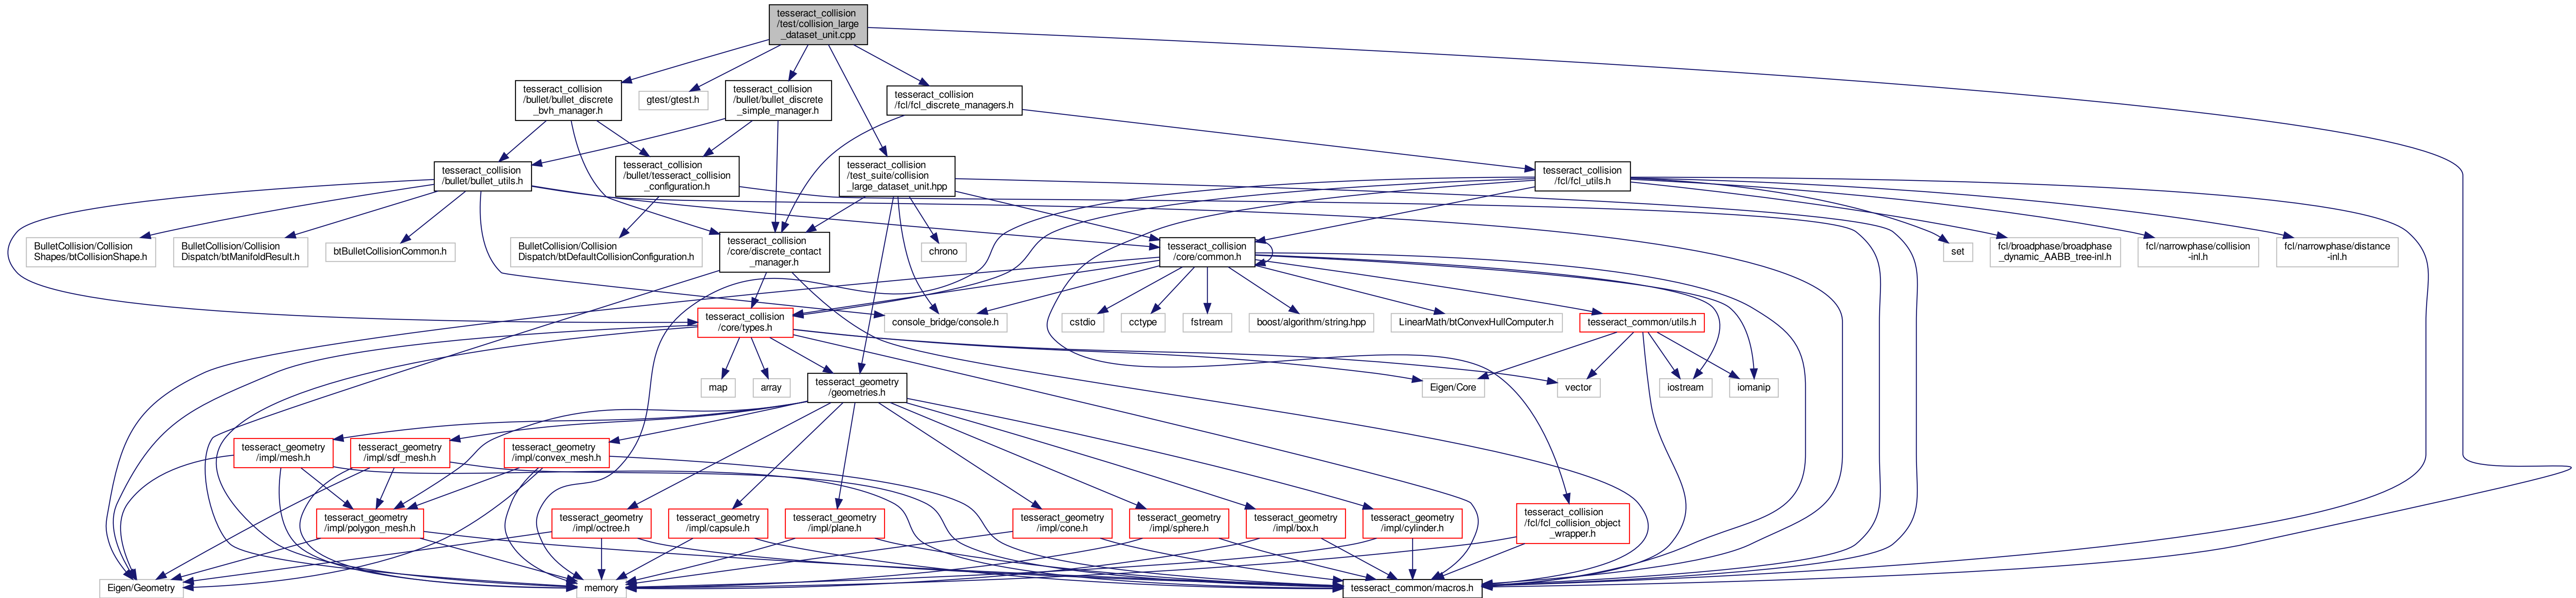 tesseract_collision
/test/collision_large
_dataset_unit.cpp
tesseract_collision
/bullet/bullet_discrete
_bvh_manager.h
gtest/gtest.h
tesseract_collision
/bullet/bullet_discrete
_simple_manager.h
tesseract_collision
/fcl/fcl_discrete_managers.h
tesseract_collision
/bullet/bullet_utils.h
tesseract_collision
/bullet/tesseract_collision
_configuration.h
tesseract_collision
/test_suite/collision
_large_dataset_unit.hpp
tesseract_collision
/fcl/fcl_utils.h
BulletCollision/Collision
Shapes/btCollisionShape.h
BulletCollision/Collision
Dispatch/btManifoldResult.h
btBulletCollisionCommon.h
BulletCollision/Collision
Dispatch/btDefaultCollisionConfiguration.h
tesseract_collision
/core/discrete_contact
_manager.h
chrono
tesseract_collision
/core/common.h
set
fcl/broadphase/broadphase
_dynamic_AABB_tree-inl.h
fcl/narrowphase/collision
-inl.h
fcl/narrowphase/distance
-inl.h
tesseract_collision
/core/types.h
console_bridge/console.h
cstdio
cctype
fstream
boost/algorithm/string.hpp
LinearMath/btConvexHullComputer.h
tesseract_common/utils.h
map
array
tesseract_geometry
/geometries.h
Eigen/Core
vector
iostream
iomanip
tesseract_geometry
/impl/mesh.h
tesseract_geometry
/impl/sdf_mesh.h
tesseract_geometry
/impl/convex_mesh.h
tesseract_geometry
/impl/polygon_mesh.h
tesseract_geometry
/impl/octree.h
tesseract_geometry
/impl/capsule.h
tesseract_geometry
/impl/plane.h
tesseract_geometry
/impl/cone.h
tesseract_geometry
/impl/sphere.h
tesseract_geometry
/impl/box.h
tesseract_geometry
/impl/cylinder.h
tesseract_collision
/fcl/fcl_collision_object
_wrapper.h
Eigen/Geometry
memory
tesseract_common/macros.h